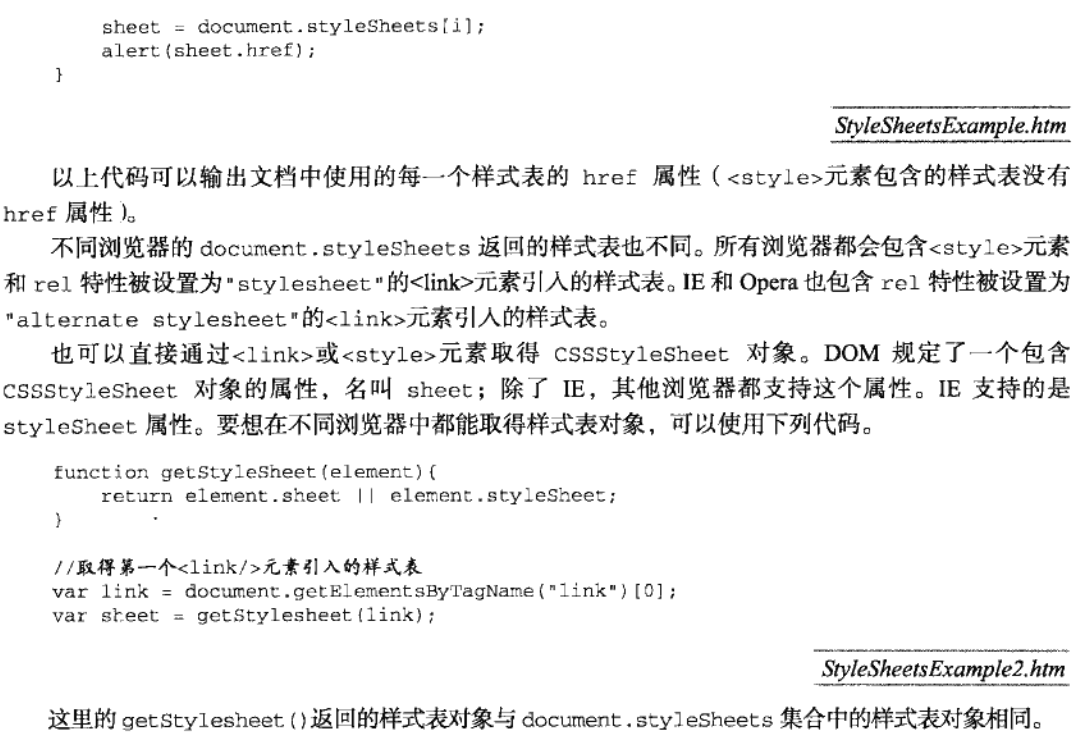 sheet = document.styleSheets[i];
alert(sheet.href);
}
StyleSheetsExample.htm
以上代码可以输出文档中使用的每一个样式表的 href 属性（<style>元素包含的样式表没有
href 属性）。
不同浏览器的 document.styleSheets 返回的样式表也不同。所有浏览器都会包含<style>元素
和 rel 特性被设置为"stylesheet"的<link>元素引入的样式表。IE 和 Opera 也包含 rel 特性被设置为
"alternate stylesheet"的<link>元素引入的样式表。
也可以直接通过<link>或<style>元素取得 CSSStyleSheet 对象。DOM 规定了一个包含
CSSStyleSheet 对象的属性，名叫 sheet；除了 IE，其他浏览器都支持这个属性。IE 支持的是
styleSheet 属性。要想在不同浏览器中都能取得样式表对象，可以使用下列代码。
function getStyleSheet(element){
return element.sheet || element.styleSheet;
}
//取得第一个<link/>元素引入的样式表
var link = document.getElementsByTagName("link")[0];
var sheet = getStylesheet(link);
StyleSheetsExample2.htm
这里的 getStylesheet()返回的样式表对象与 document.styleSheets 集合中的样式表对象相同。